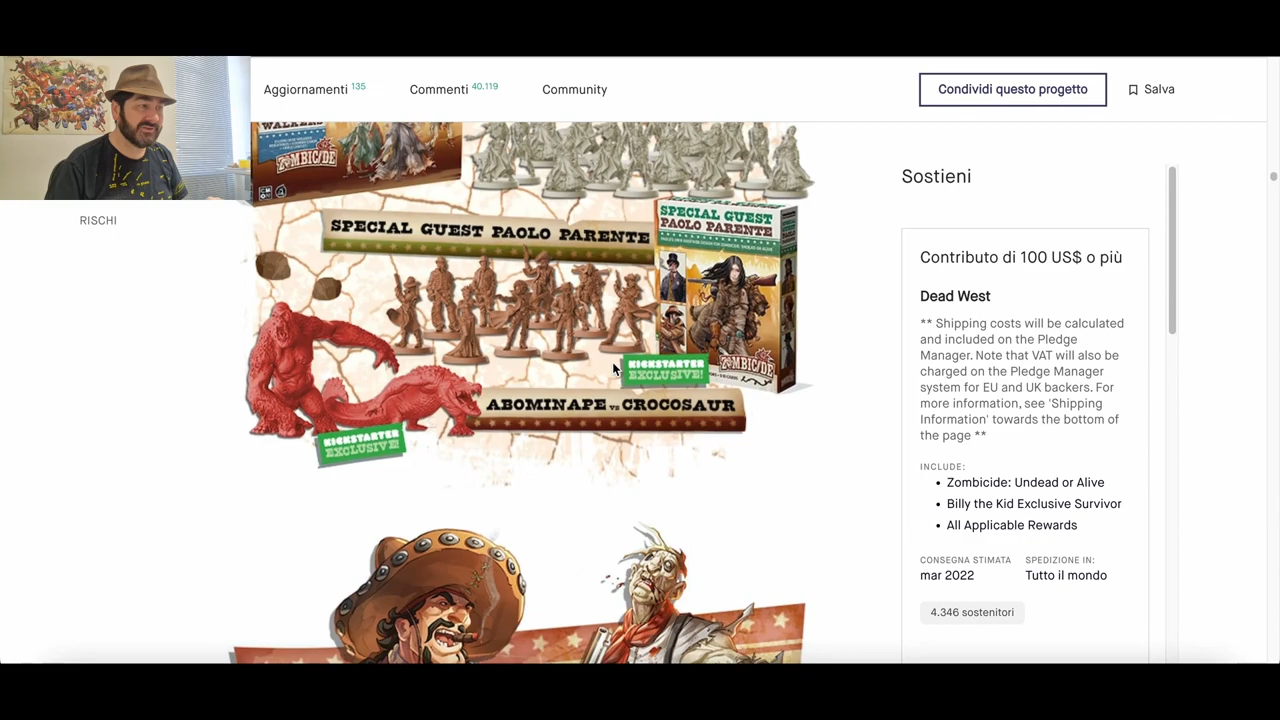 Aggiornamenti 135
Commenti 40.119
Community
Condividi questo progetto
Salva
RISCHI
WALKERS
ZOMBICIDE
CMON
SPECIAL GUEST PAOLO PARENTE
SPECIAL GUEST
PAOLO PARENTE
ZOMBICIDE
KICKSTARTER
EXCLUSIVE!
ABOMINAPE VS CROCOSAUR
KICKSTARTER
EXCLUSIVE!
Sostieni
Contributo di 100 US$ o più
Dead West
** Shipping costs will be calculated
and included on the Pledge
Manager. Note that VAT will also be
charged on the Pledge Manager
system for EU and UK backers. For
more information, see 'Shipping
Information' towards the bottom of
the page **
INCLUDE:
• Zombicide: Undead or Alive
• Billy the Kid Exclusive Survivor
• All Applicable Rewards
CONSEGNA STIMATA
mar 2022
SPEDIZIONE IN:
Tutto il mondo
4.346 sostenitori